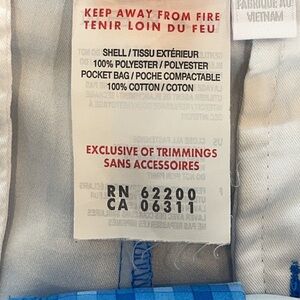 FABRIQUÉ AU
VIETNAM
KEEP AWAY FROM FIRE
TENIR LOIN DU FEU
SHELL / TISSU EXTÉRIEUR
100% POLYESTER / POLYESTER
POCKET BAG / POCHE COMPACTABLE
100% COTTON / COTON
EXCLUSIVE OF TRIMMINGS
SANS ACCESSOIRES
RN 62200
CA 06311